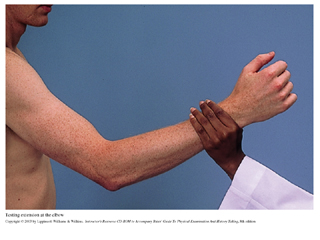 Testing extension at the elbow
Copyright © 2003 by Lippincott Williams & Wilkins. Instructor's Resource CD-ROM to Accompany Bates' Guide To Physical Examination And History Taking, 8th edition.